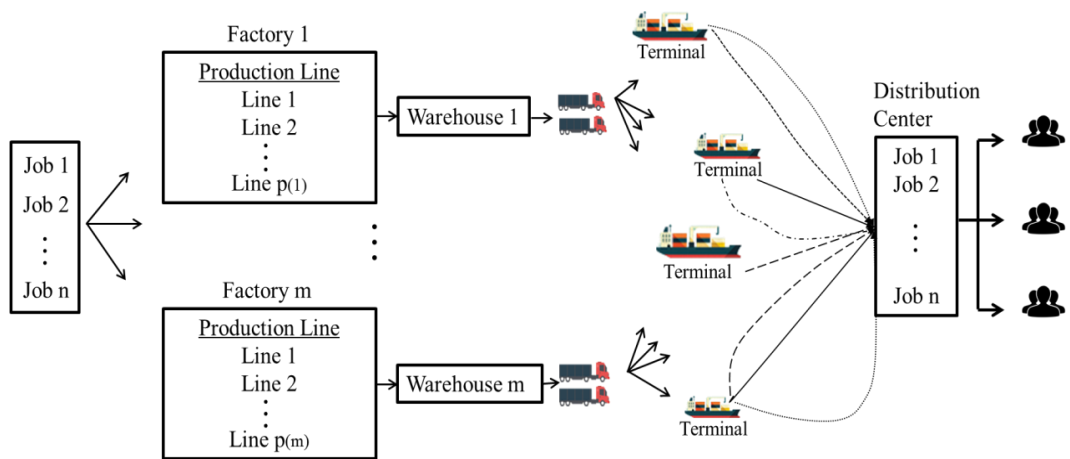 Job 1
Job 2
Job n
Factory 1
Production Line
Line 1
Line 2
Line p(1)
Warehouse 1
Factory m
Production Line
Line 1
Line 2
Line p(m)
Warehouse m
Terminal
Terminal
Terminal
Terminal
Distribution
Center
Job 1
Job 2
Job n